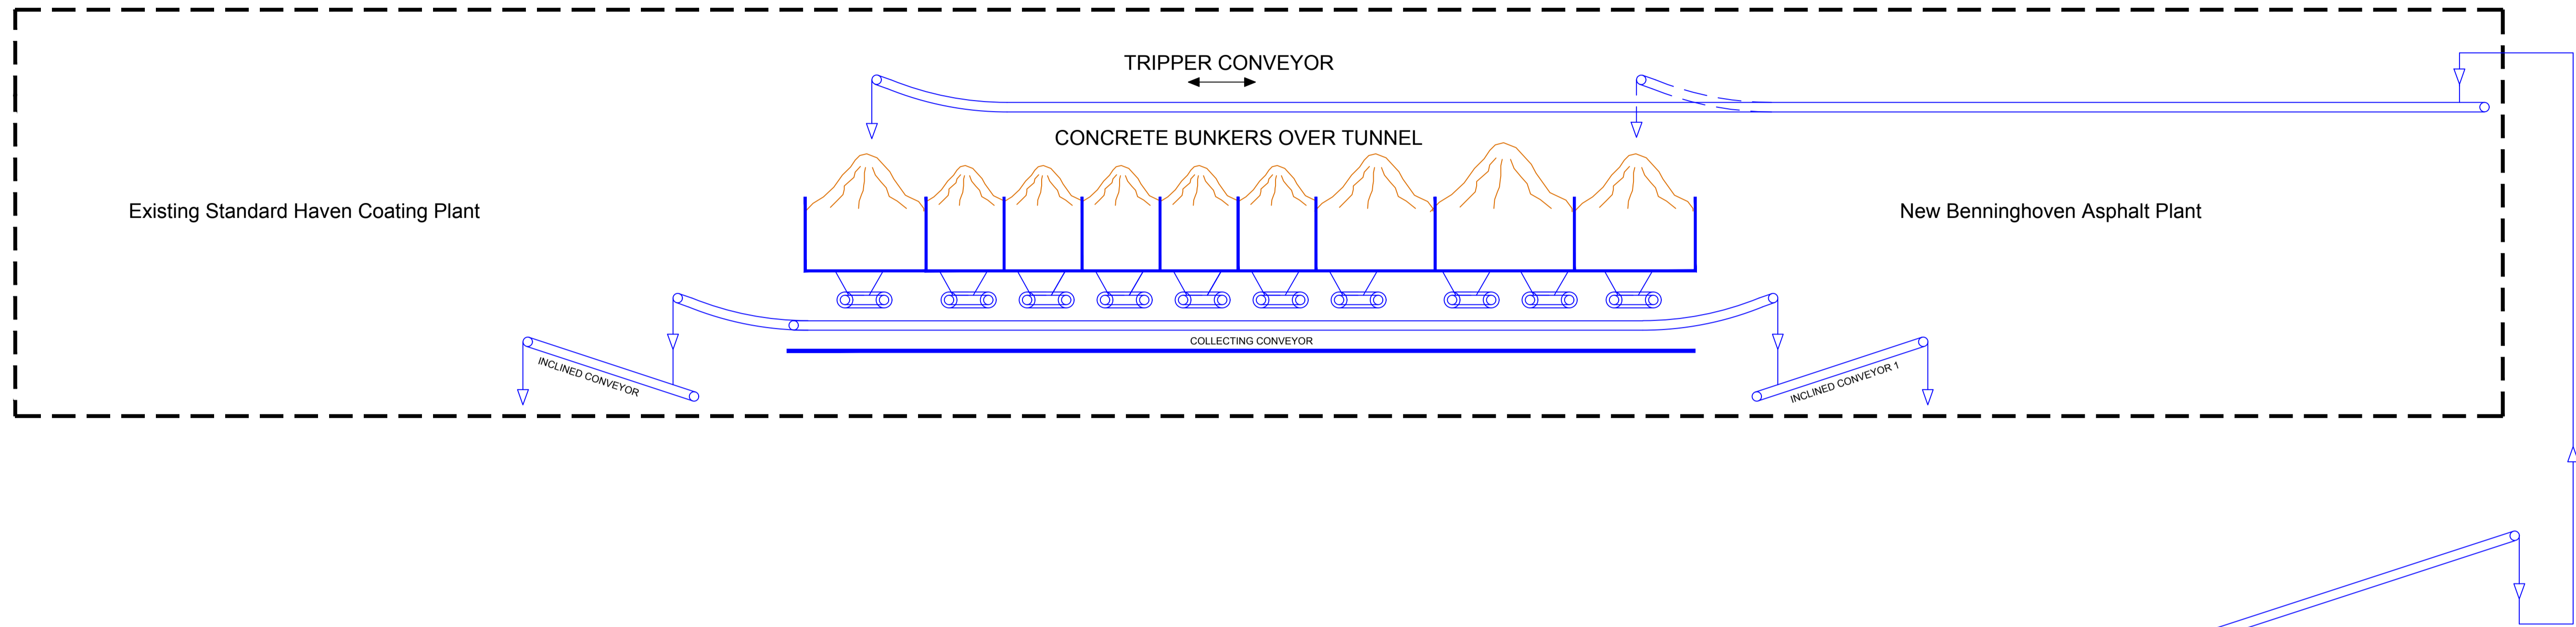 TRIPPER CONVEYOR
CONCRETE BUNKERS OVER TUNNEL
Existing Standard Haven Coating Plant
New Benninghoven Asphalt Plant
COLLECTING CONVEYOR
INCLINED CONVEYOR
INCLINED CONVEYOR 1